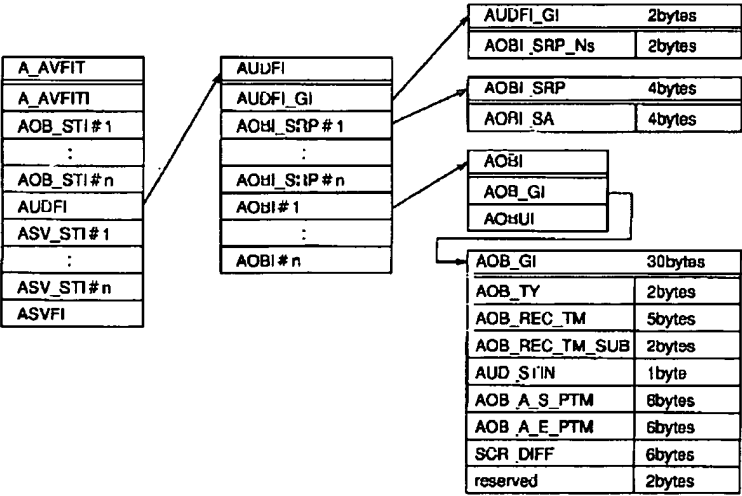 A_AVFIT
A_AVFITI
AOB_STI#1
:
AOB_STI#n
AUDFI
ASV_STI#1
:
ASV_STI#n
ASVFI
AUDFI
AUDFI_GI
AOBI_SRP#1
:
AOBI_SRP#n
AOBI#1
:
AOBI#n
AUDFI_GI 2bytes
AOBI_SRP_Ns 2bytes
AOBI_SRP 4bytes
AOBI_SA 4bytes
AOBI
AOB_GI
AOBUI
AOB_GI 30bytes
AOB_TY 2bytes
AOB_REC_TM 5bytes
AOB_REC_TM_SUB 2bytes
AUD_STIN 1byte
AOB_A_S_PTM 6bytes
AOB_A_E_PTM 6bytes
SCR_DIFF 6bytes
reserved 2bytes